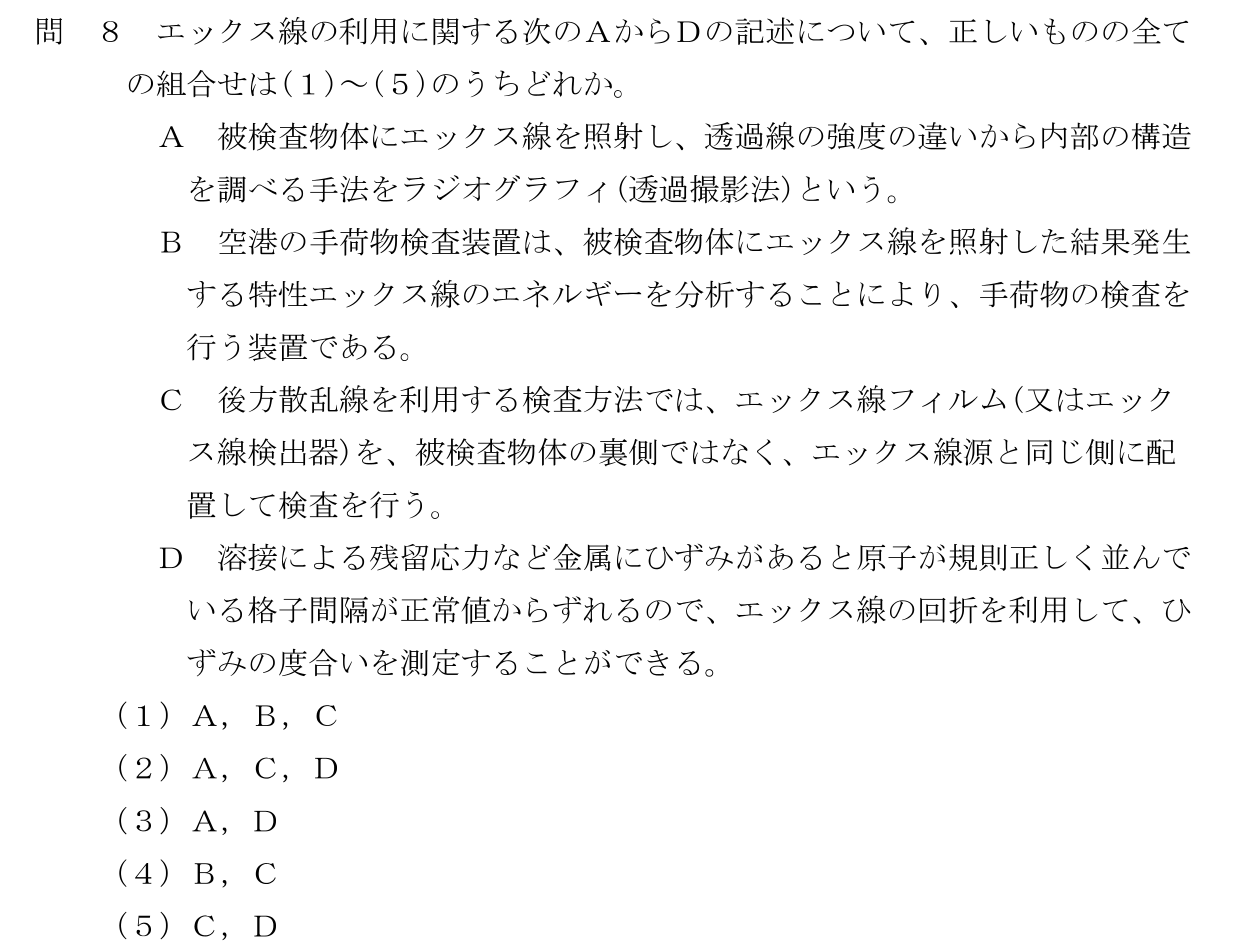 問　８　エックス線の利用に関する次のＡからＤの記述について、正しいものの全て
の組合せは(１)～(５)のうちどれか。
Ａ　被検査物体にエックス線を照射し、透過線の強度の違いから内部の構造
を調べる手法をラジオグラフィ(透過撮影法)という。
Ｂ　空港の手荷物検査装置は、被検査物体にエックス線を照射した結果発生
する特性エックス線のエネルギーを分析することにより、手荷物の検査を
行う装置である。
Ｃ　後方散乱線を利用する検査方法では、エックス線フィルム(又はエック
ス線検出器)を、被検査物体の裏側ではなく、エックス線源と同じ側に配
置して検査を行う。
Ｄ　溶接による残留応力など金属にひずみがあると原子が規則正しく並んで
いる格子間隔が正常値からずれるので、エックス線の回折を利用して、ひ
ずみの度合いを測定することができる。
(１) Ａ，Ｂ，Ｃ
(２) Ａ，Ｃ，Ｄ
(３) Ａ，Ｄ
(４) Ｂ，Ｃ
(５) Ｃ，Ｄ